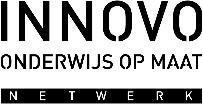 INNOVO
ONDERWIJS OP MAAT
NETWERK